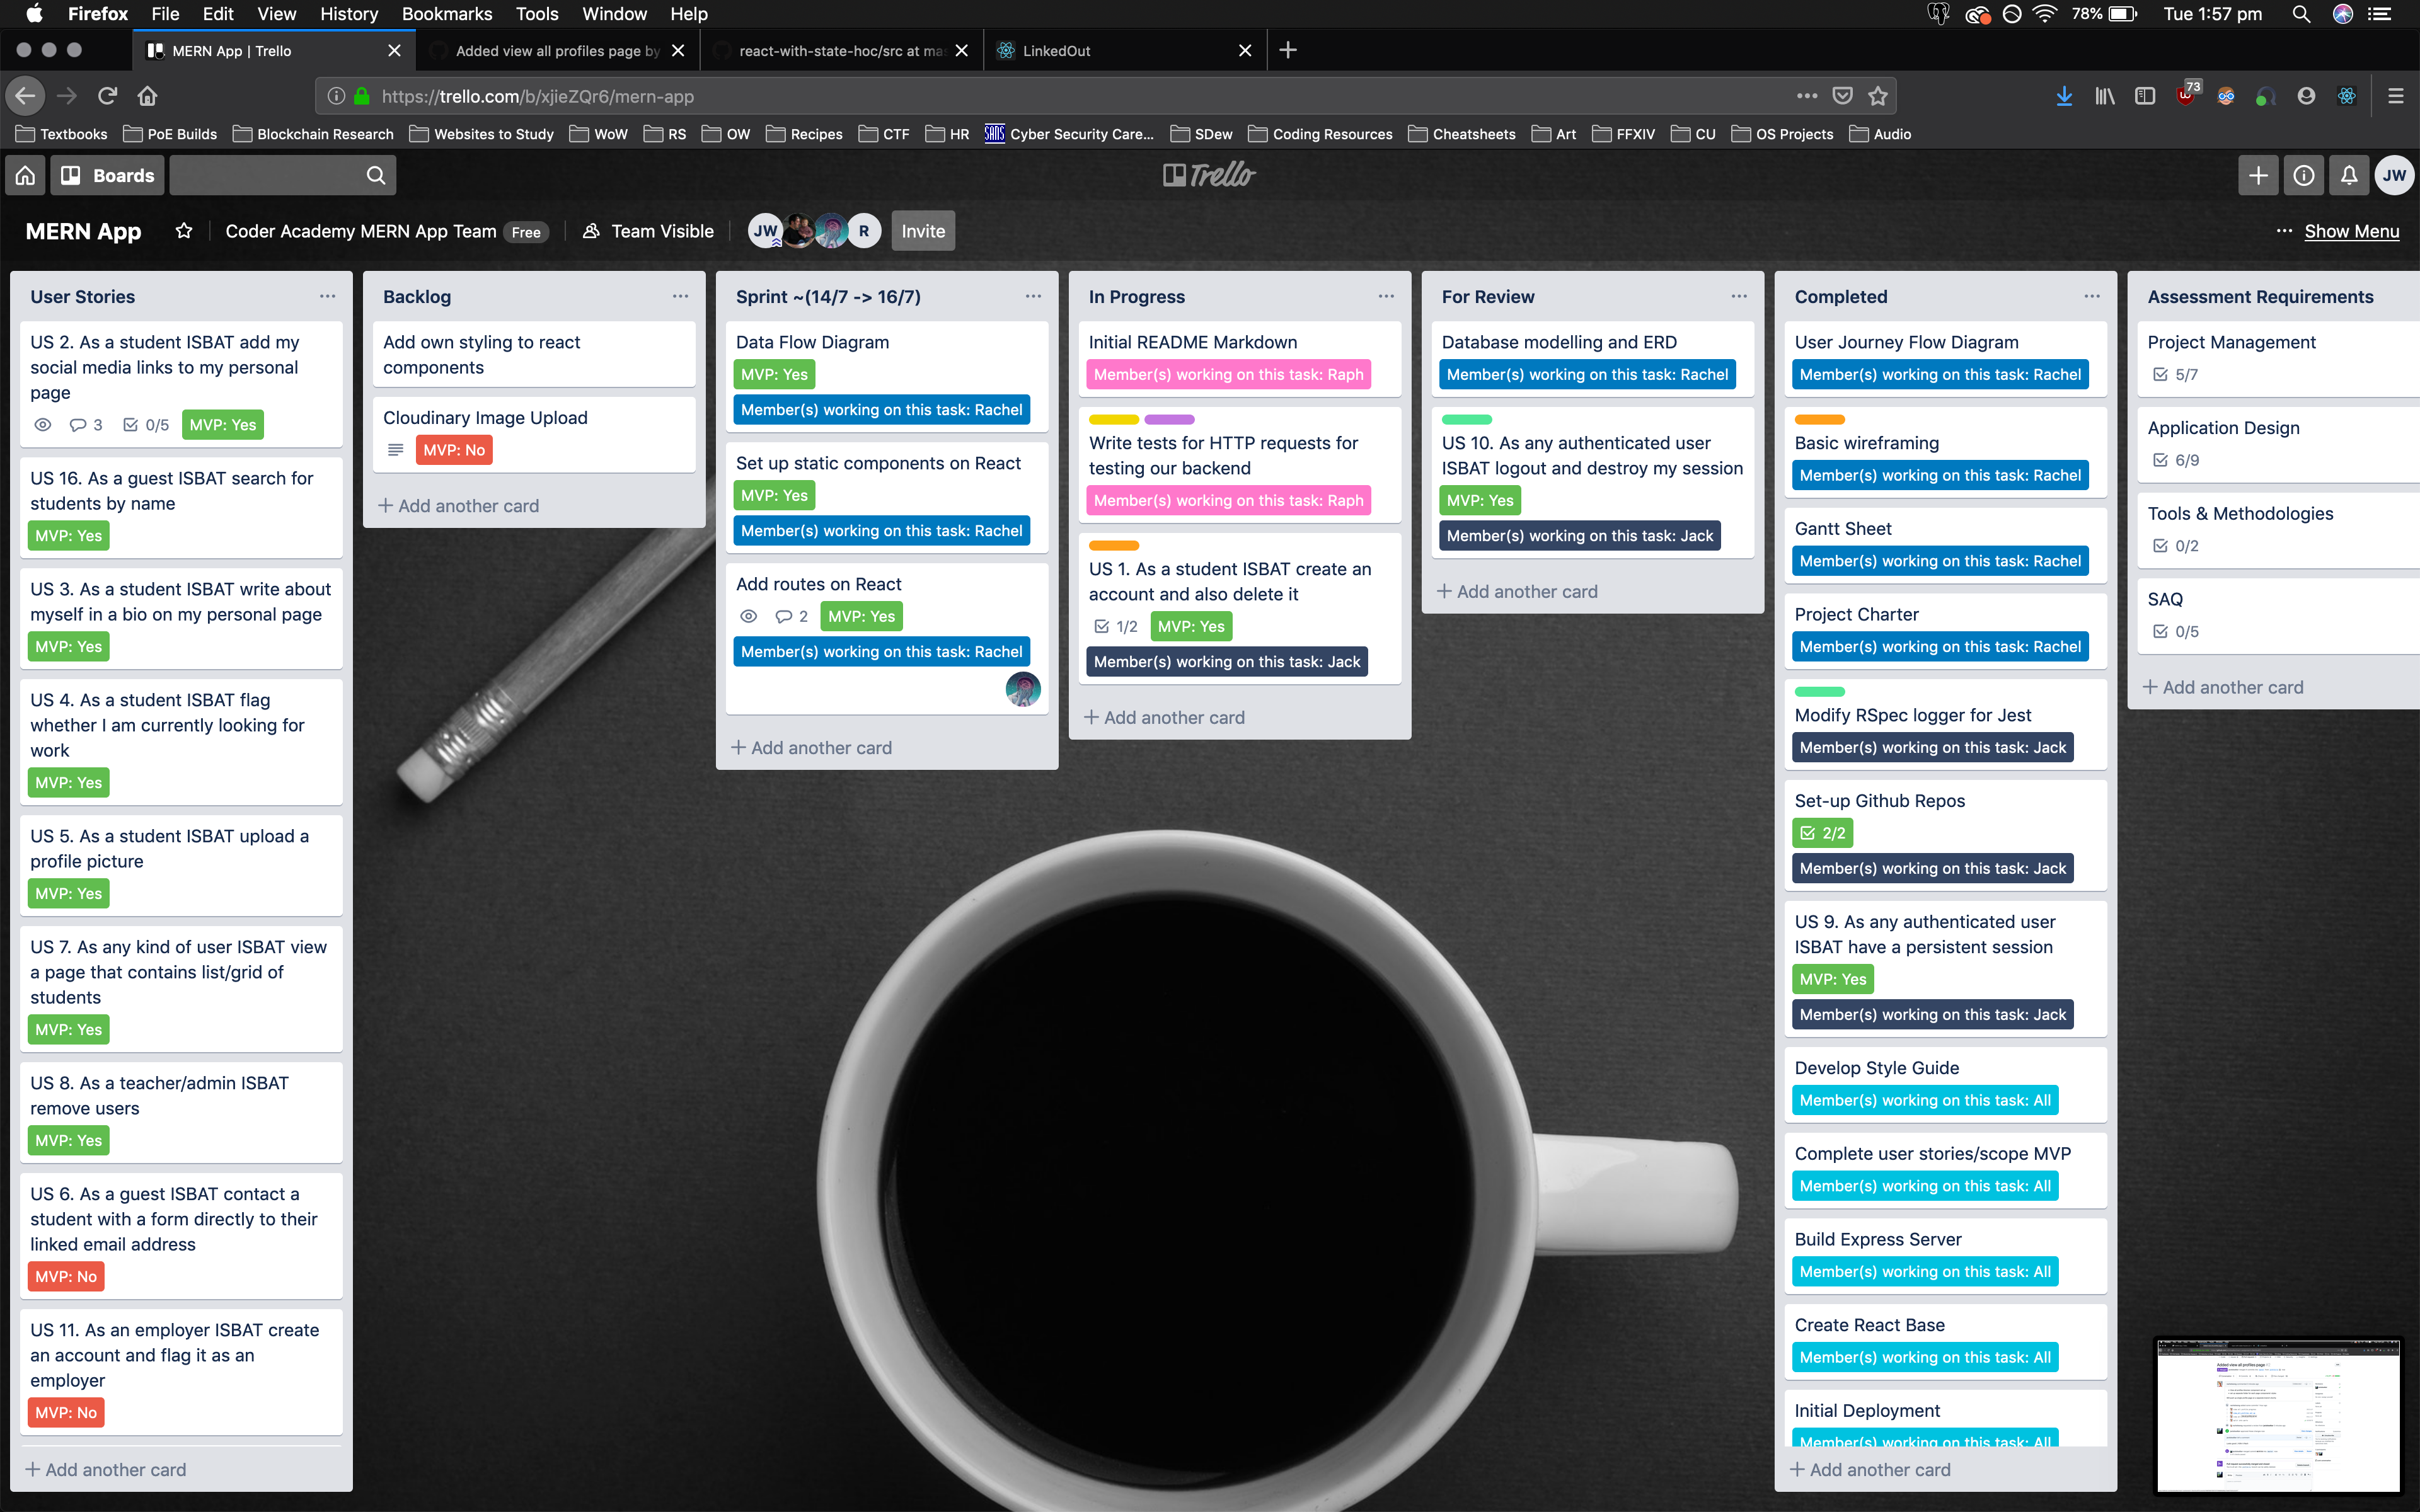 Firefox File Edit View History Bookmarks Tools Window Help
78% Tue 1:57 pm
MERN App | Trello
Added view all profiles page by
react-with-state-hoc/src at mas
LinkedOut
https://trello.com/b/xjieZQr6/mern-app
73
Textbooks PoE Builds Blockchain Research Websites to Study WoW RS OW Recipes CTF HR SANS Cyber Security Care... SDew Coding Resources Cheatsheets Art FFXIV CU OS Projects Audio
Boards
Trello
JW
MERN App
Coder Academy MERN App Team Free
Team Visible
JW R
Invite
... Show Menu
User Stories
US 2. As a student ISBAT add my
social media links to my personal
page
3 0/5 MVP: Yes
US 16. As a guest ISBAT search for
students by name
MVP: Yes
US 3. As a student ISBAT write about
myself in a bio on my personal page
MVP: Yes
US 4. As a student ISBAT flag
whether I am currently looking for
work
MVP: Yes
US 5. As a student ISBAT upload a
profile picture
MVP: Yes
US 7. As any kind of user ISBAT view
a page that contains list/grid of
students
MVP: Yes
US 8. As a teacher/admin ISBAT
remove users
MVP: Yes
US 6. As a guest ISBAT contact a
student with a form directly to their
linked email address
MVP: No
US 11. As an employer ISBAT create
an account and flag it as an
employer
MVP: No
+ Add another card
Backlog
Add own styling to react
components
Cloudinary Image Upload
MVP: No
+ Add another card
Sprint ~(14/7 -> 16/7)
Data Flow Diagram
MVP: Yes
Member(s) working on this task: Rachel
Set up static components on React
MVP: Yes
Member(s) working on this task: Rachel
Add routes on React
2 MVP: Yes
Member(s) working on this task: Rachel
+ Add another card
In Progress
Initial README Markdown
Member(s) working on this task: Raph
Write tests for HTTP requests for
testing our backend
Member(s) working on this task: Raph
US 1. As a student ISBAT create an
account and also delete it
1/2 MVP: Yes
Member(s) working on this task: Jack
+ Add another card
For Review
Database modelling and ERD
Member(s) working on this task: Rachel
US 10. As any authenticated user
ISBAT logout and destroy my session
MVP: Yes
Member(s) working on this task: Jack
+ Add another card
Completed
User Journey Flow Diagram
Member(s) working on this task: Rachel
Basic wireframing
Member(s) working on this task: Rachel
Gantt Sheet
Member(s) working on this task: Rachel
Project Charter
Member(s) working on this task: Rachel
Modify RSpec logger for Jest
Member(s) working on this task: Jack
Set-up Github Repos
2/2
Member(s) working on this task: Jack
US 9. As any authenticated user
ISBAT have a persistent session
MVP: Yes
Member(s) working on this task: Jack
Develop Style Guide
Member(s) working on this task: All
Complete user stories/scope MVP
Member(s) working on this task: All
Build Express Server
Member(s) working on this task: All
Create React Base
Member(s) working on this task: All
Initial Deployment
Member(s) working on this task: All
+ Add another card
Assessment Requirements
Project Management
5/7
Application Design
6/9
Tools & Methodologies
0/2
SAQ
0/5
+ Add another card
Added view all profiles page